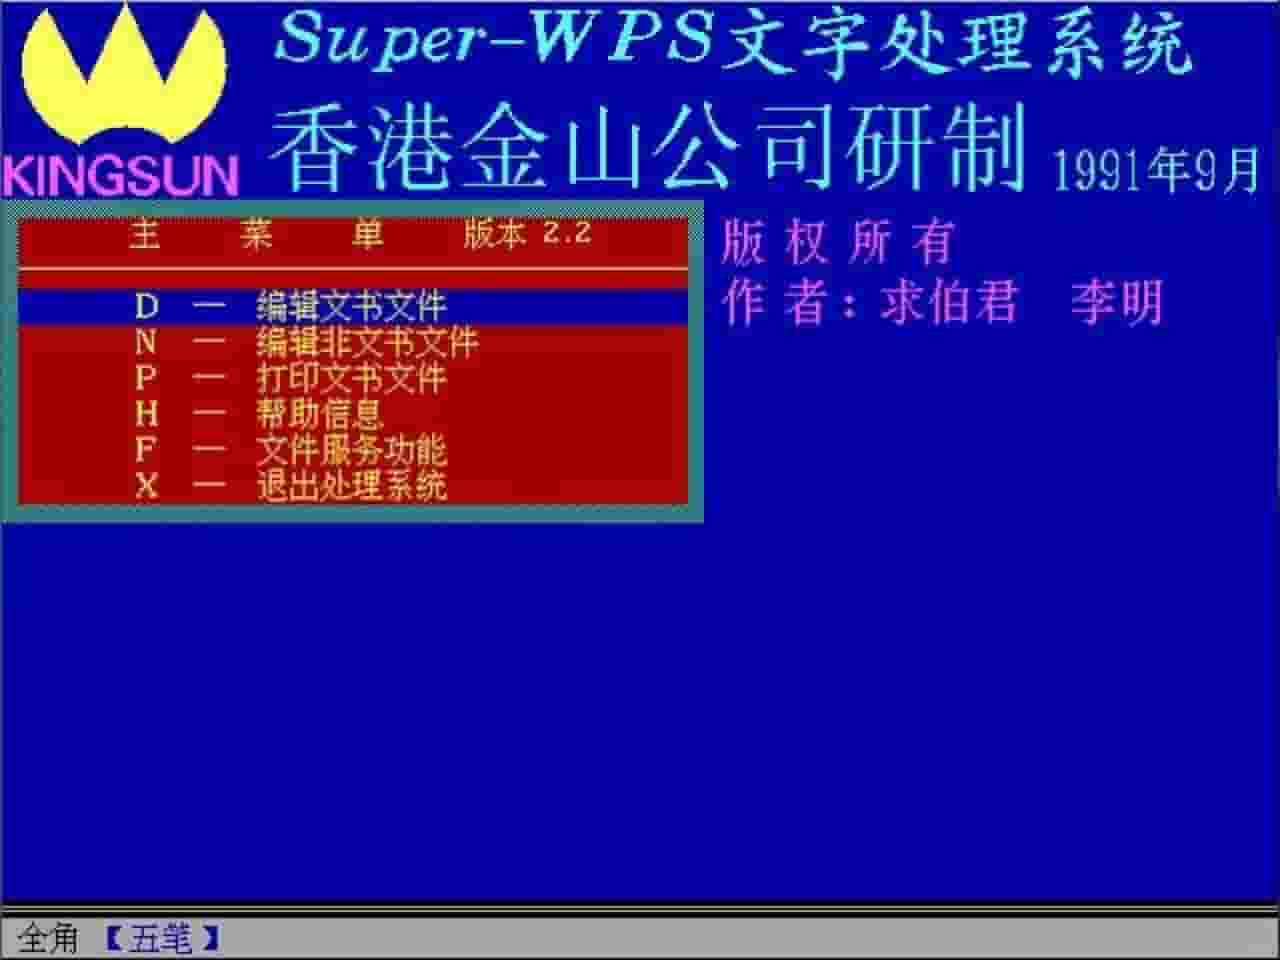 Super-WPS文字处理系统
香港金山公司研制 1991年9月
KINGSUN
主 菜 单 版本 2.2
版权所有
作者：求伯君 李明
D — 编辑文书文件
N — 编辑非文书文件
P — 打印文书文件
H — 帮助信息
F — 文件服务功能
X — 退出处理系统
全角 【五笔】